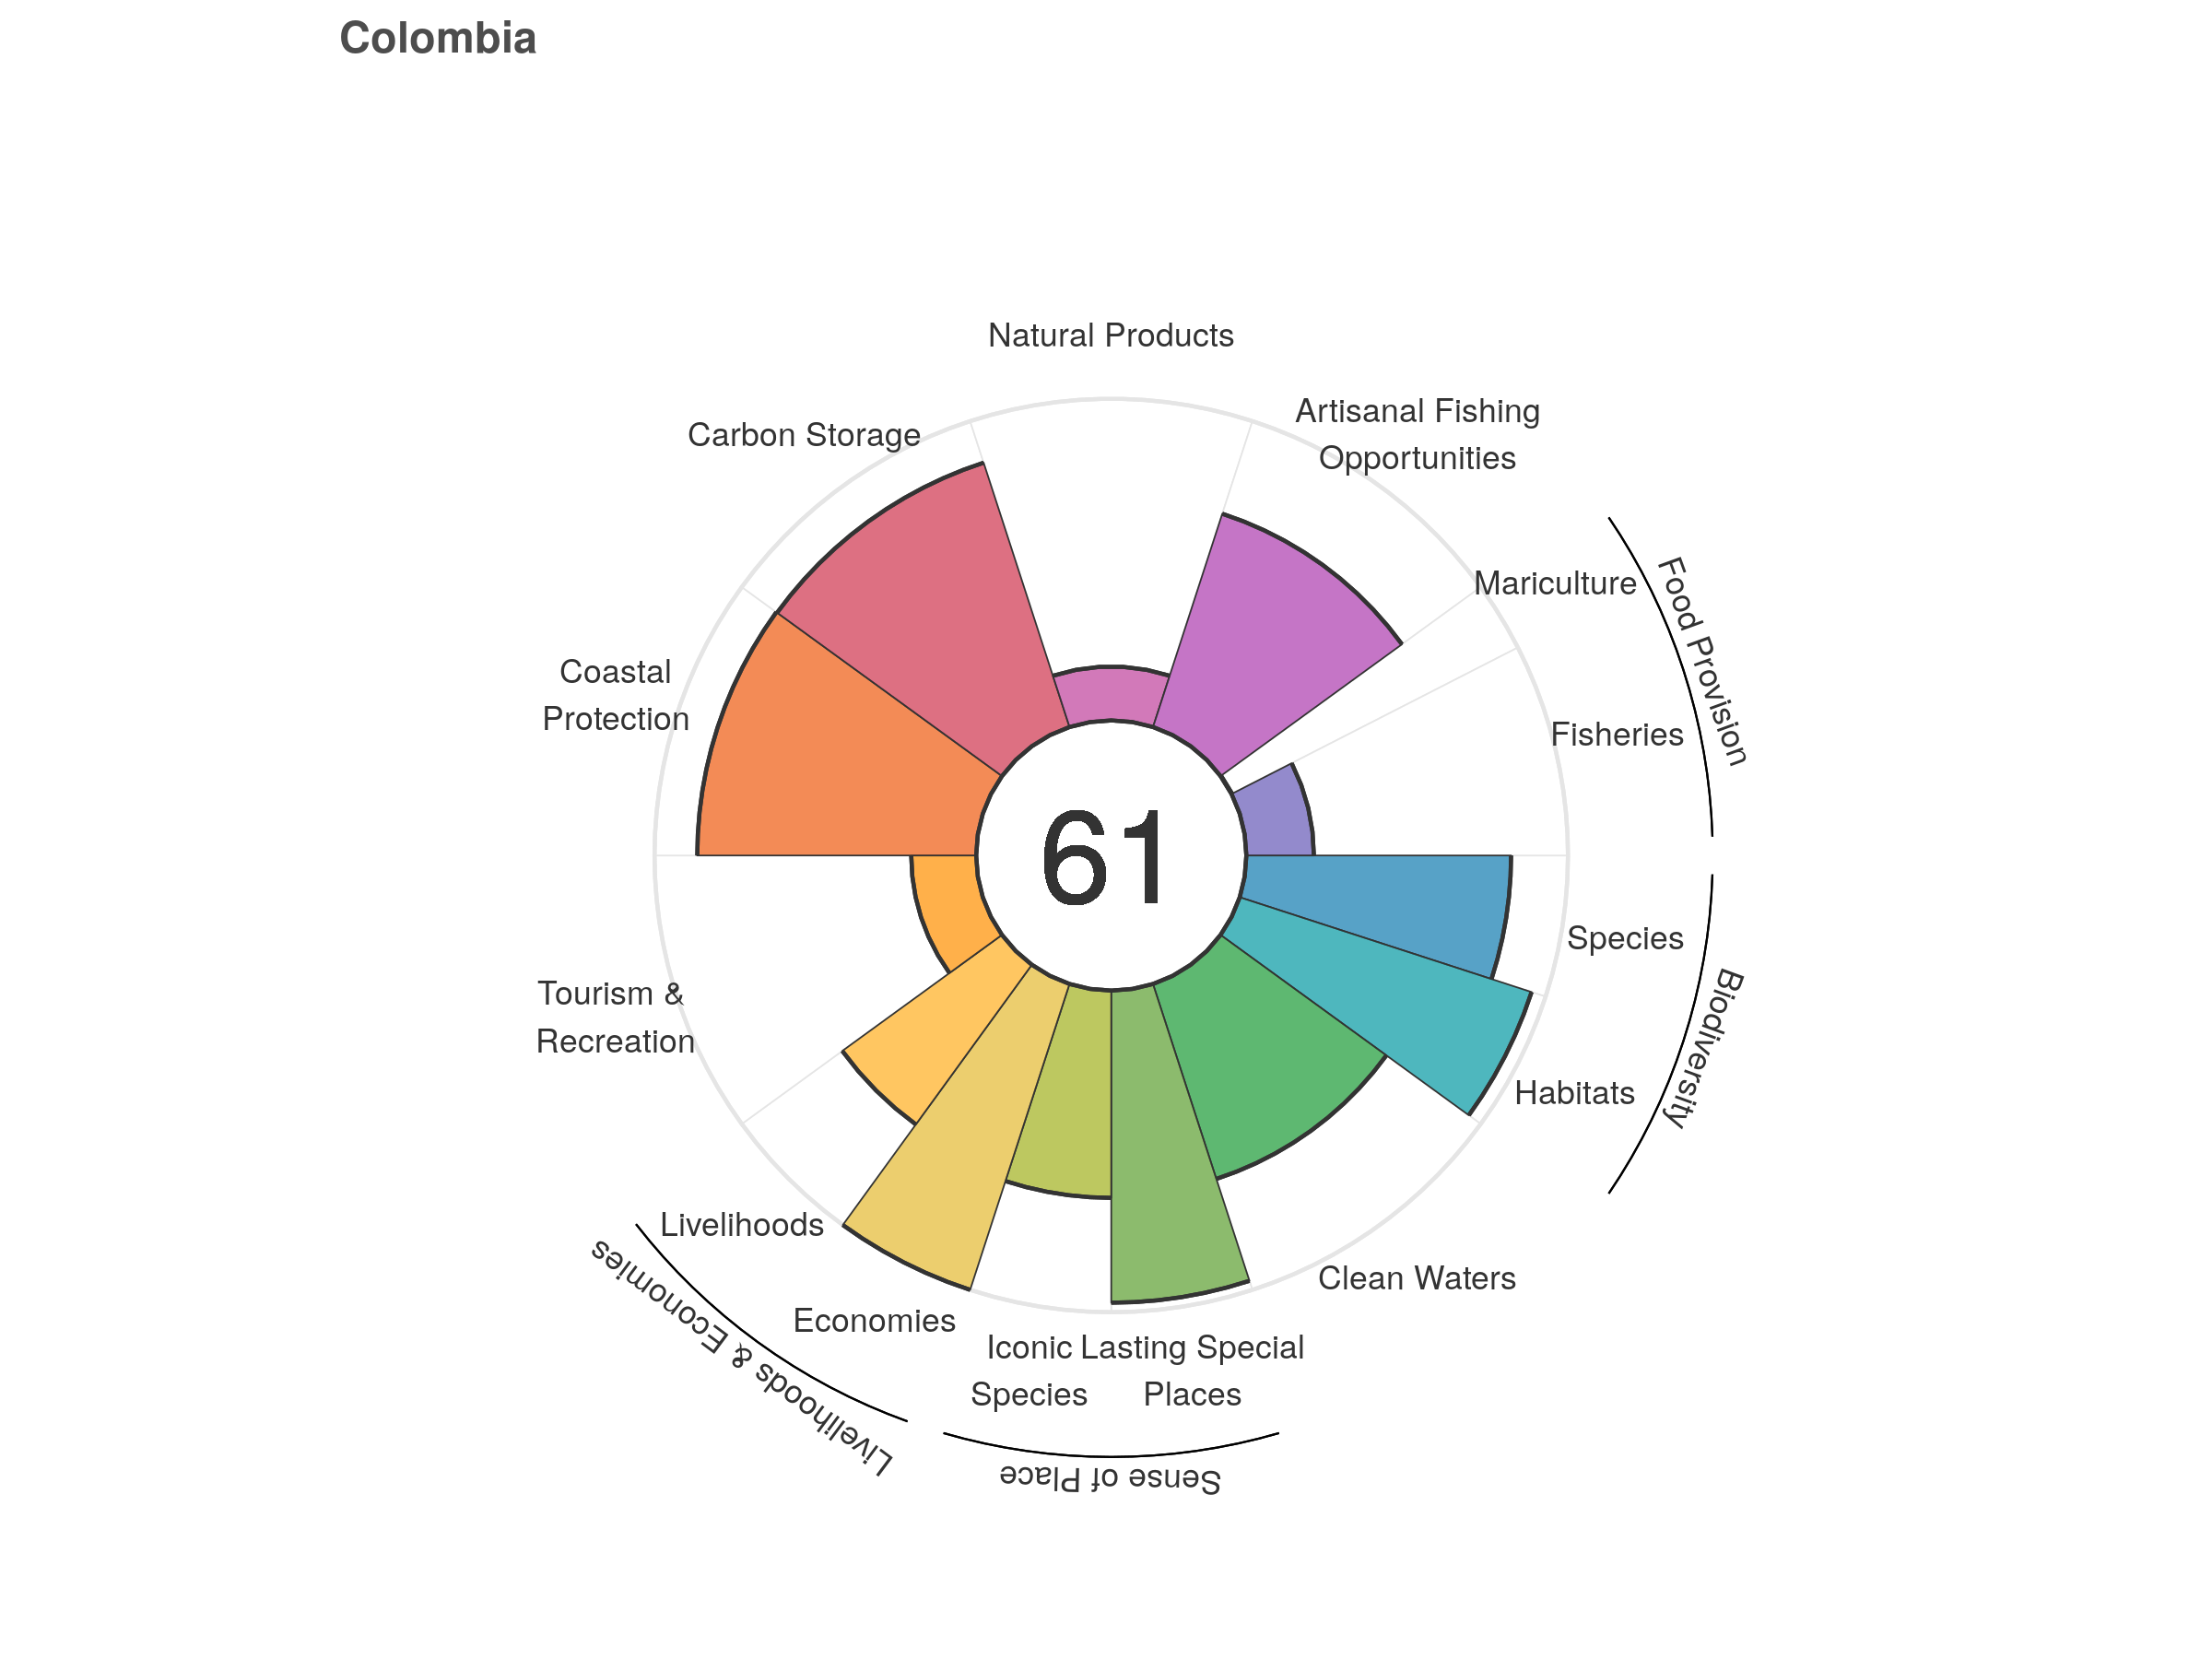 Colombia
Natural Products
Artisanal Fishing
Opportunities
Carbon Storage
Mariculture
Food Provision
Coastal
Protection
Fisheries
61
Species
Biodiversity
Tourism &
Recreation
Habitats
Livelihoods
Livelihoods & Economies
Clean Waters
Economies
Iconic
Species
Lasting Special
Places
Sense of Place